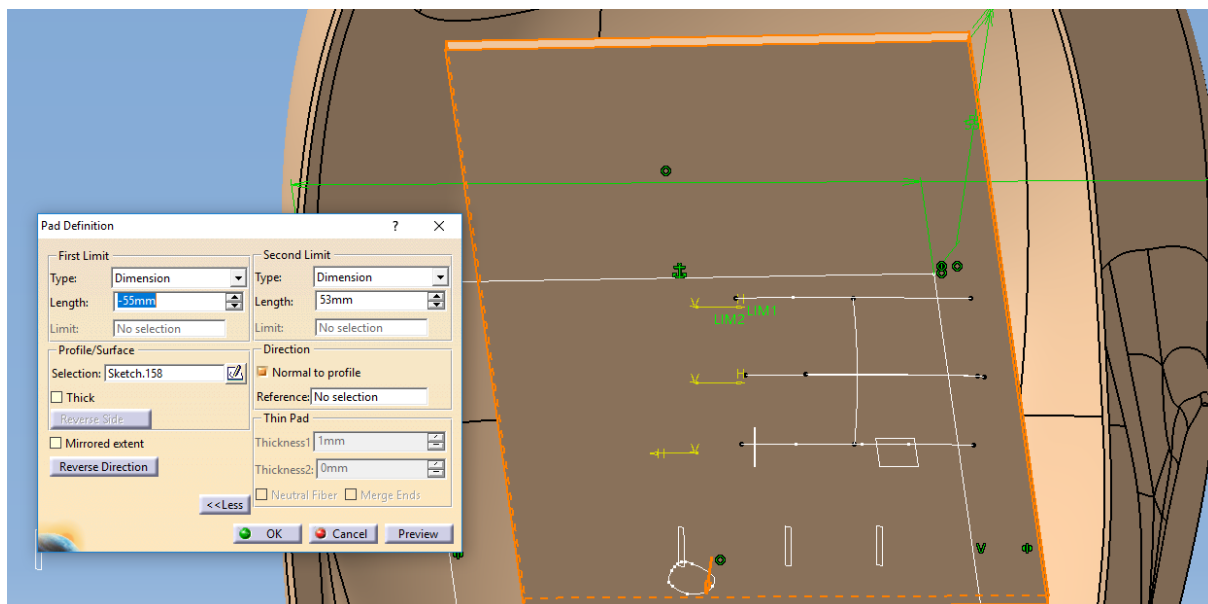 Pad Definition ? ×
First Limit
Type: Dimension
Length: -55mm
Limit: No selection
Profile/Surface
Selection: Sketch.158
Thick
Reverse Side
Mirrored extent
Reverse Direction
Second Limit
Type: Dimension
Length: 53mm
Limit: No selection
Direction
Normal to profile
Reference: No selection
Thin Pad
Thickness1 1mm
Thickness2: 0mm
Neutral Fiber Merge Ends
<<Less
OK Cancel Preview
LIM2 LIM1
V H
V H
H V
V